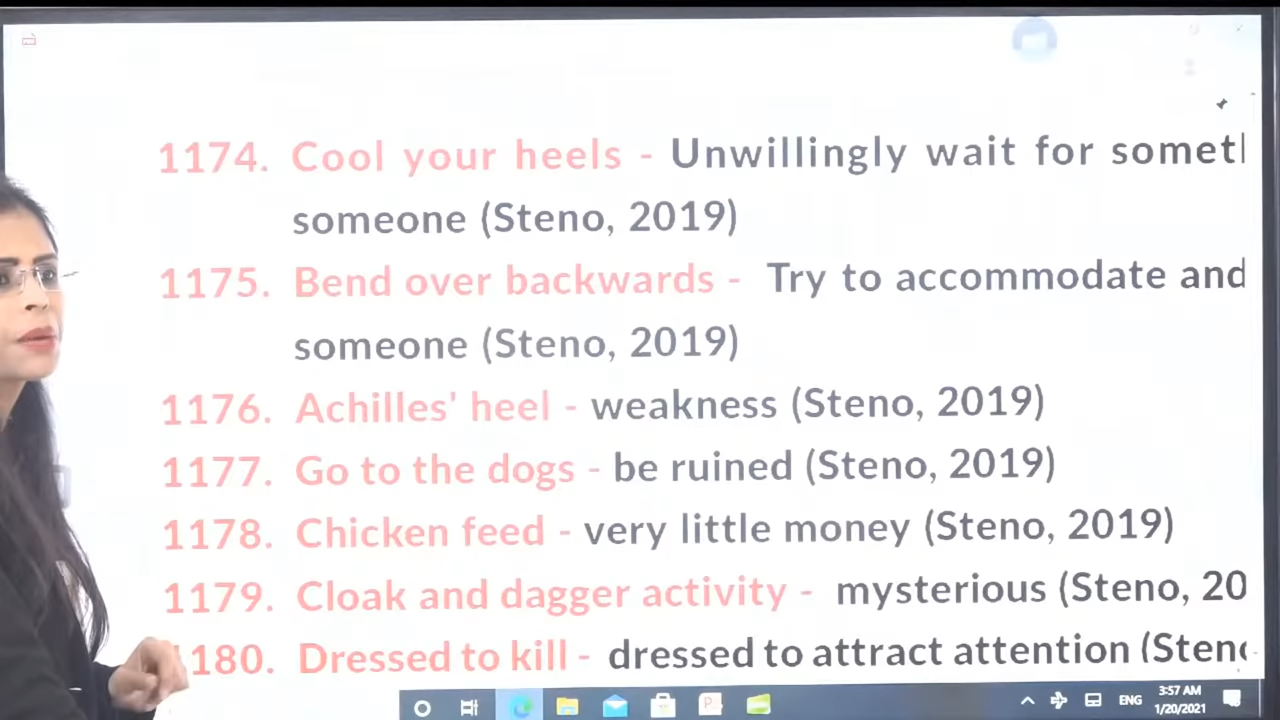 1174. Cool your heels - Unwillingly wait for
someone (Steno, 2019)
1175. Bend over backwards - Try to accommodate and
someone (Steno, 2019)
1176. Achilles' heel - weakness (Steno, 2019)
1177. Go to the dogs - be ruined (Steno, 2019)
1178. Chicken feed - very little money (Steno, 2019)
1179. Cloak and dagger activity - mysterious (Steno, 20
1180. Dressed to kill - dressed to attract attention (Steno
ENG
3:57 AM
1/20/2021